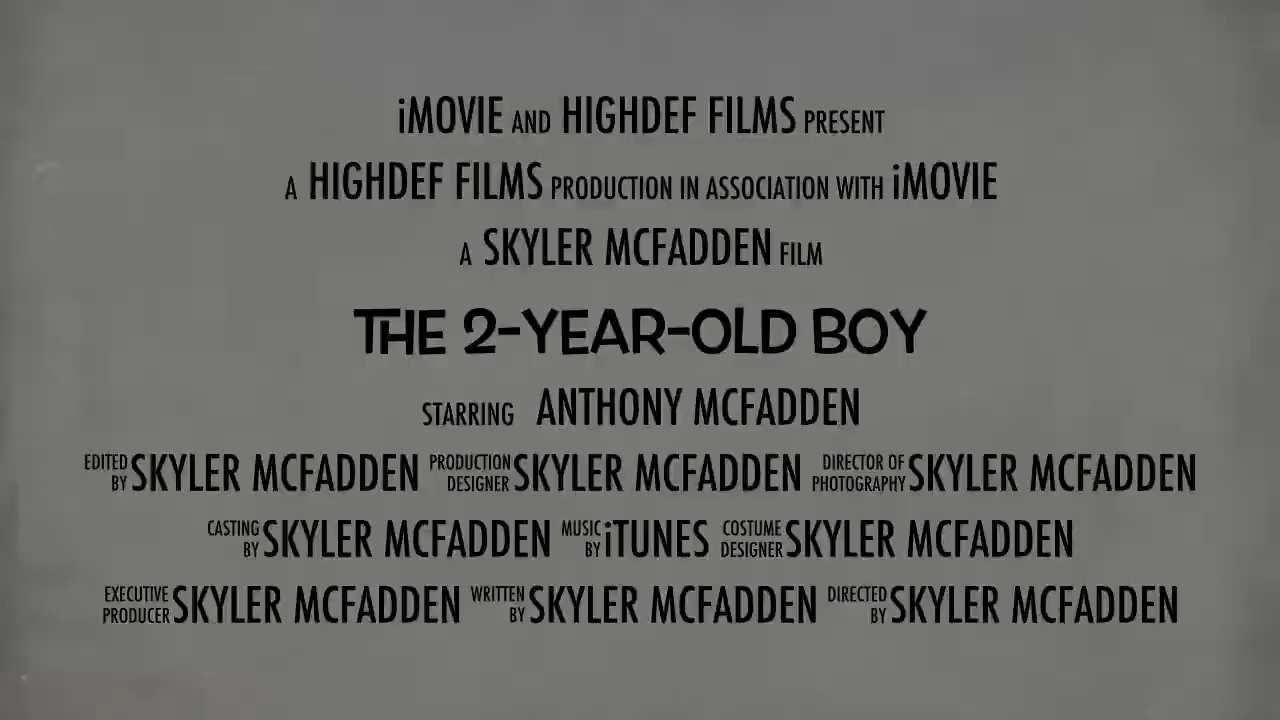 iMOVIE AND HIGHDEF FILMS PRESENT
A HIGHDEF FILMS PRODUCTION IN ASSOCIATION WITH iMOVIE
A SKYLER MCFADDEN FILM
THE 2-YEAR-OLD BOY
STARRING ANTHONY MCFADDEN
EDITED BY SKYLER MCFADDEN PRODUCTION DESIGNER SKYLER MCFADDEN DIRECTOR OF PHOTOGRAPHY SKYLER MCFADDEN
CASTING BY SKYLER MCFADDEN MUSIC BY iTUNES COSTUME DESIGNER SKYLER MCFADDEN
EXECUTIVE PRODUCER SKYLER MCFADDEN WRITTEN BY SKYLER MCFADDEN DIRECTED BY SKYLER MCFADDEN